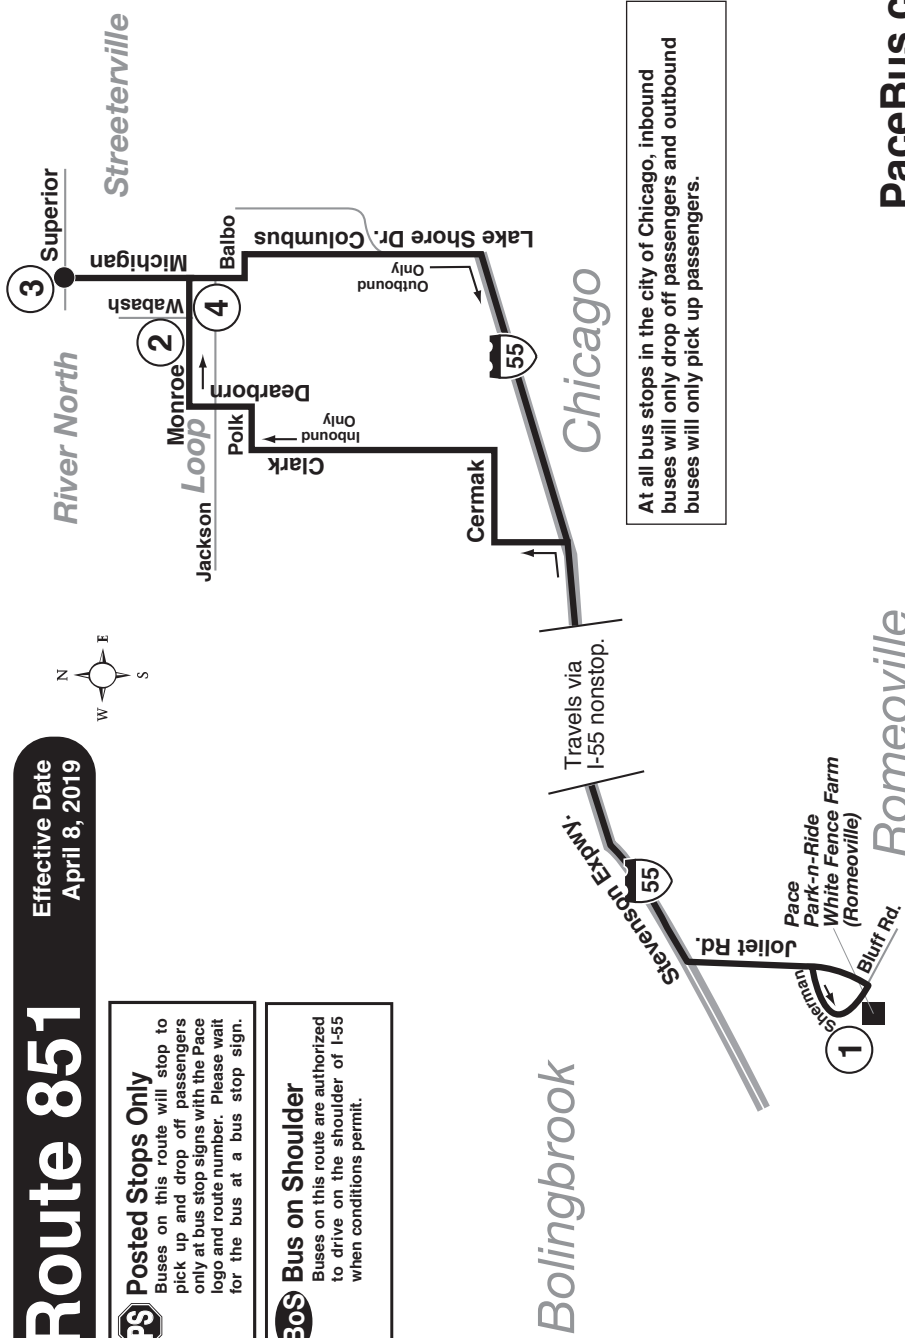 Route 851
Effective Date
April 8, 2019
PS
Posted Stops Only
Buses on this route will stop to
pick up and drop off passengers
only at bus stop signs with the Pace
logo and route number. Please wait
for the bus at a bus stop sign.
BoS
Bus on Shoulder
Buses on this route are authorized
to drive on the shoulder of I-55
when conditions permit.
N
W
E
S
River North
Streeterville
3
Superior
Michigan
Wabash
2
4
Monroe
Loop
Jackson
Dearborn
Polk
Balbo
Columbus
Lake Shore Dr.
Outbound
Only
Inbound
Only
Clark
Cermak
55
Chicago
At all bus stops in the city of Chicago, inbound
buses will only drop off passengers and outbound
buses will only pick up passengers.
Travels via
I-55 nonstop.
Stevenson Expwy.
55
Joliet Rd.
Sherman
1
Bluff Rd.
Pace
Park-n-Ride
White Fence Farm
(Romeoville)
Bolingbrook
Romeoville
PaceBus.c